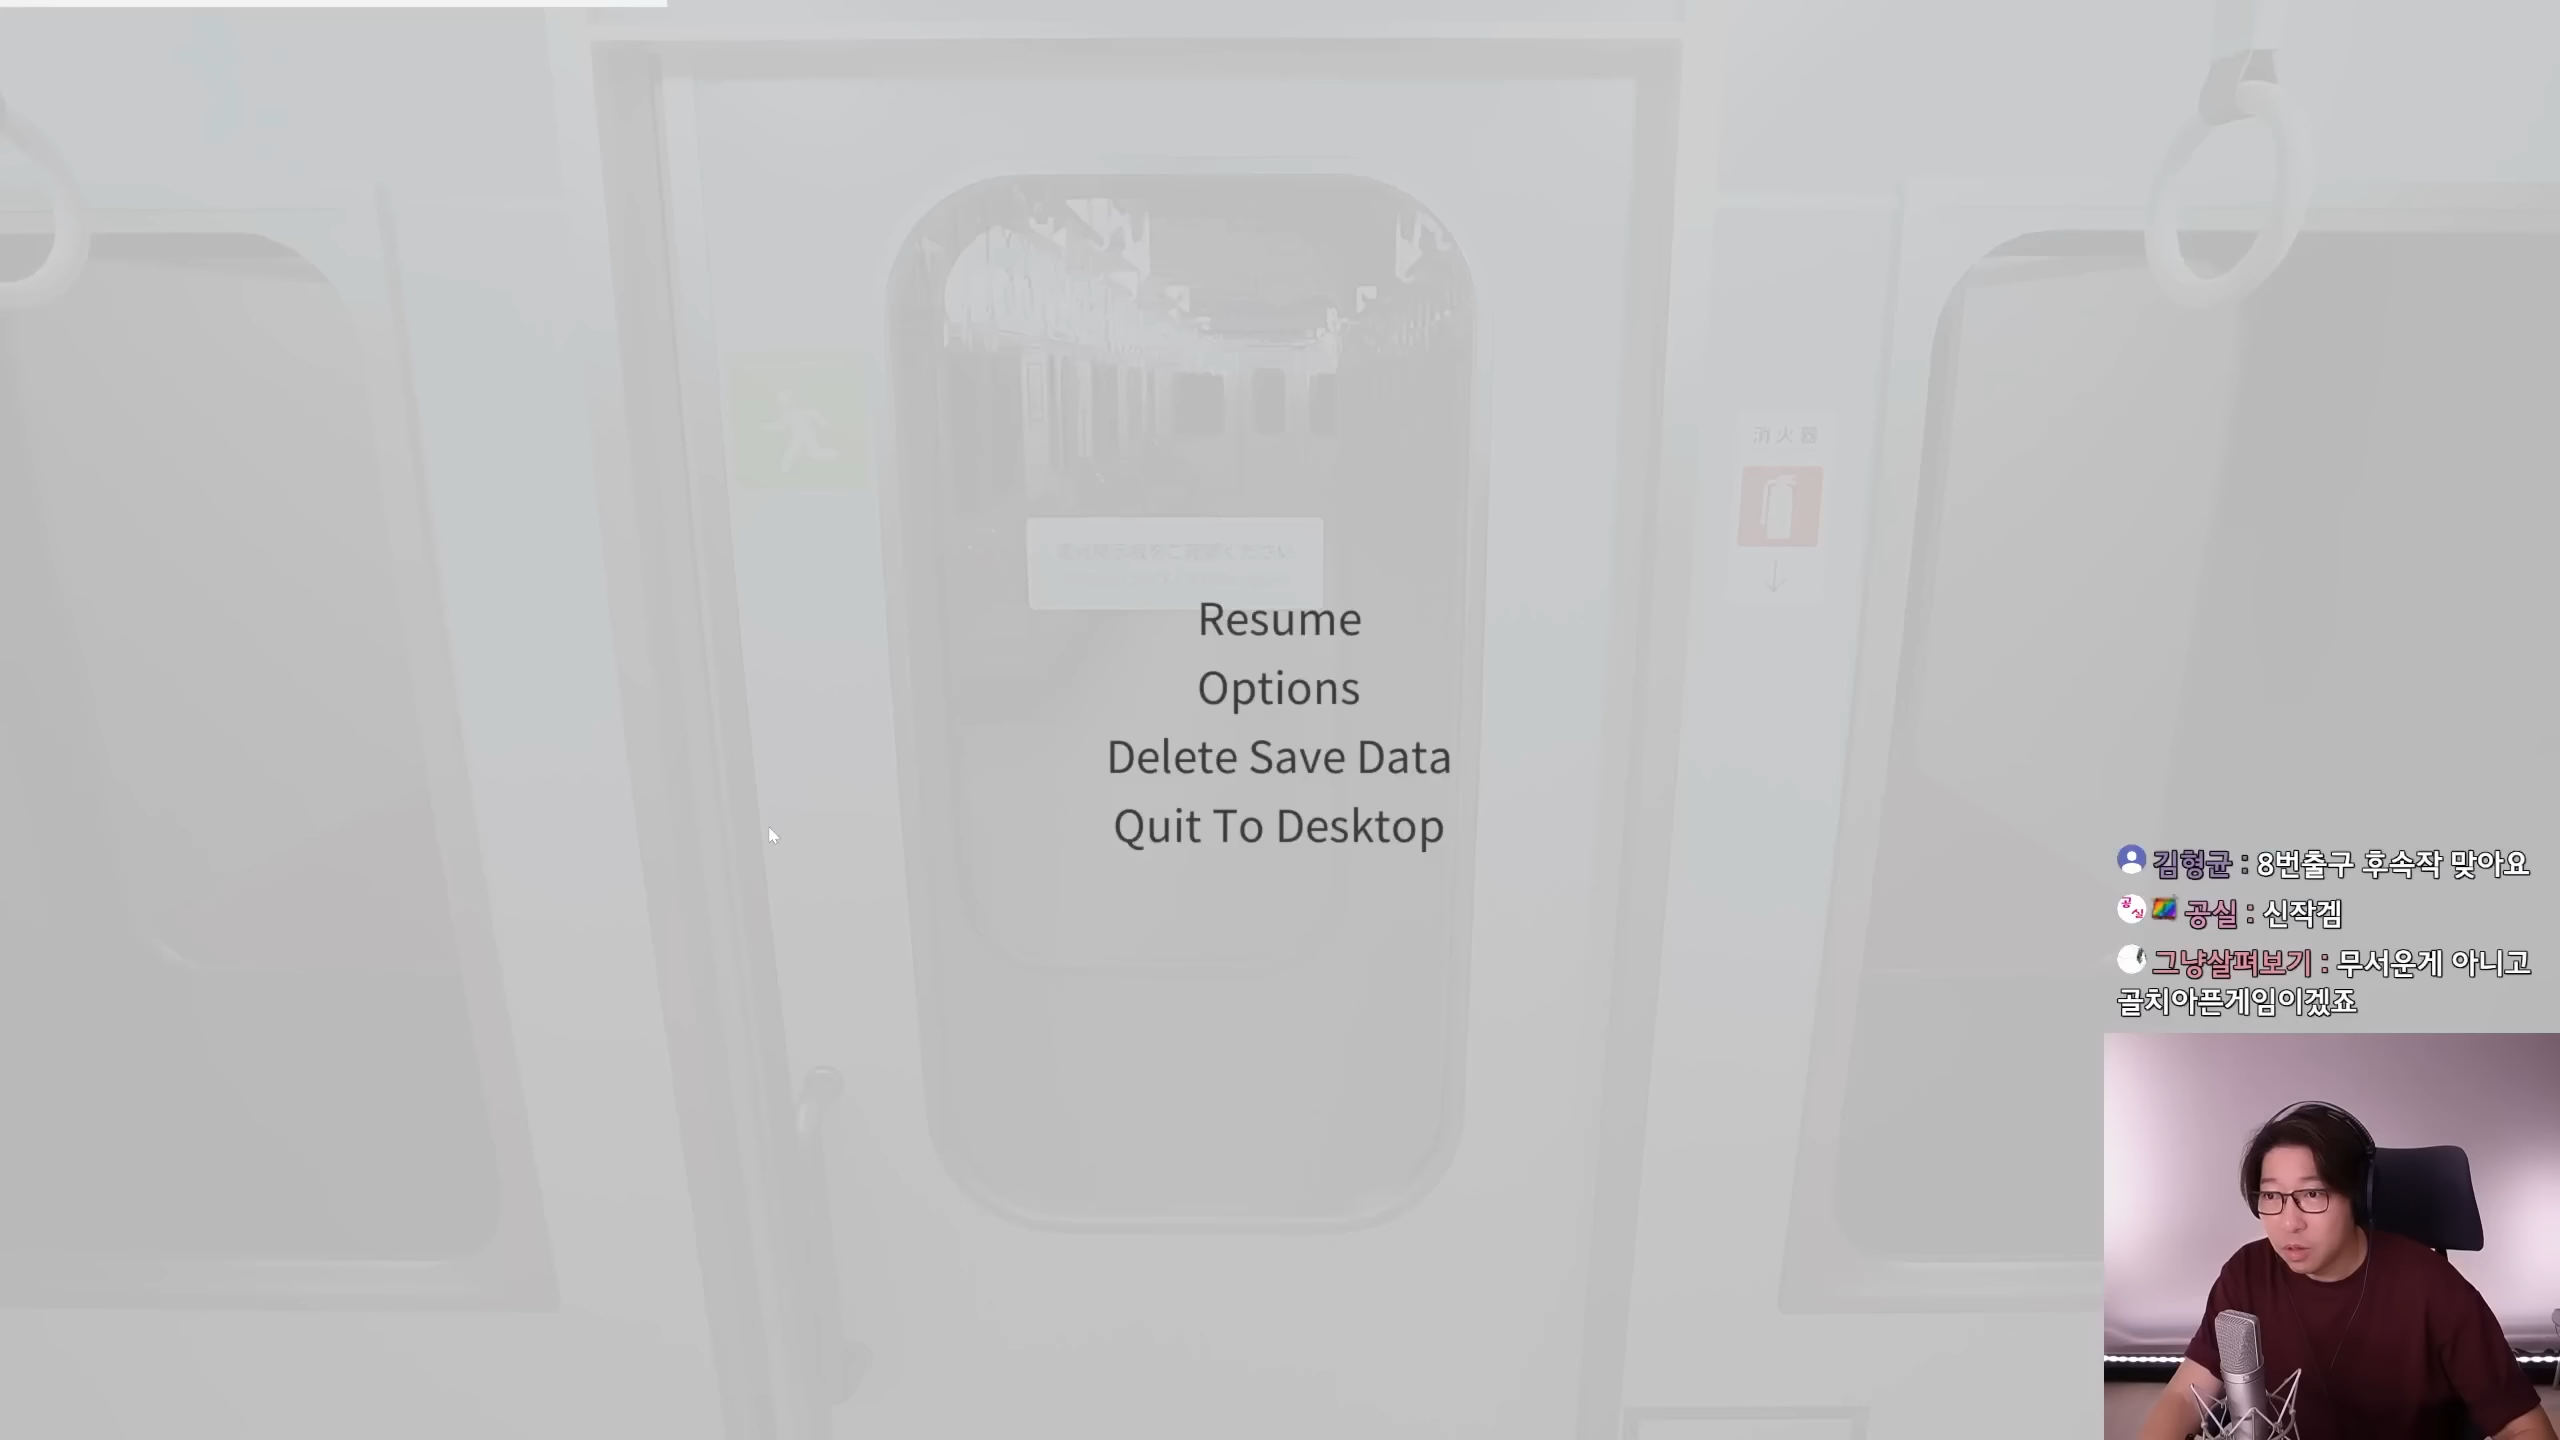 消火器
Resume
Options
Delete Save Data
Quit To Desktop
김형균 : 8번출구 후속작 맞아요
공실 : 신작겜
그냥살펴보기 : 무서운게 아니고
골치아픈게임이겠죠